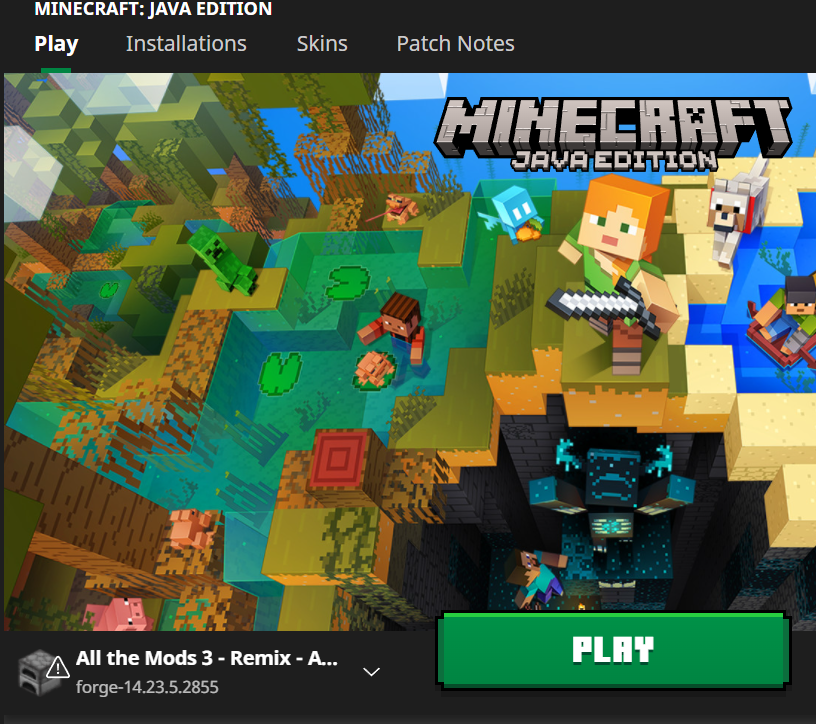 MINECRAFT: JAVA EDITION
Play Installations Skins Patch Notes
MINECRAFT
JAVA EDITION
All the Mods 3 - Remix - A...
forge-14.23.5.2855
PLAY